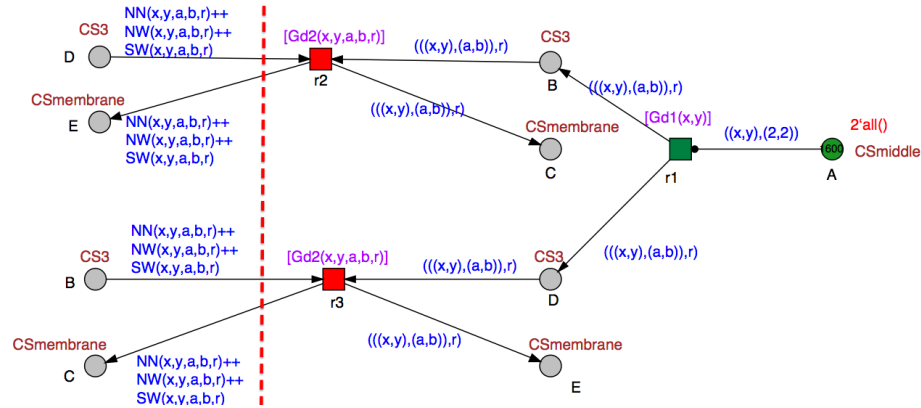 CS3
NN(x,y,a,b,r)++
NW(x,y,a,b,r)++
SW(x,y,a,b,r)
D
[Gd2(x,y,a,b,r)]
r2
(((x,y),(a,b)),r)
CS3
B
(((x,y),(a,b)),r)
CSmembrane
E
NN(x,y,a,b,r)++
NW(x,y,a,b,r)++
SW(x,y,a,b,r)
(((x,y),(a,b)),r)
CSmembrane
C
[Gd1(x,y)]
r1
((x,y),(2,2))
2'all()
1600
CSmiddle
A
NN(x,y,a,b,r)++
NW(x,y,a,b,r)++
SW(x,y,a,b,r)
CS3
B
[Gd2(x,y,a,b,r)]
r3
(((x,y),(a,b)),r)
CS3
D
(((x,y),(a,b)),r)
CSmembrane
C
NN(x,y,a,b,r)++
NW(x,y,a,b,r)++
SW(x,y,a,b,r)
(((x,y),(a,b)),r)
CSmembrane
E